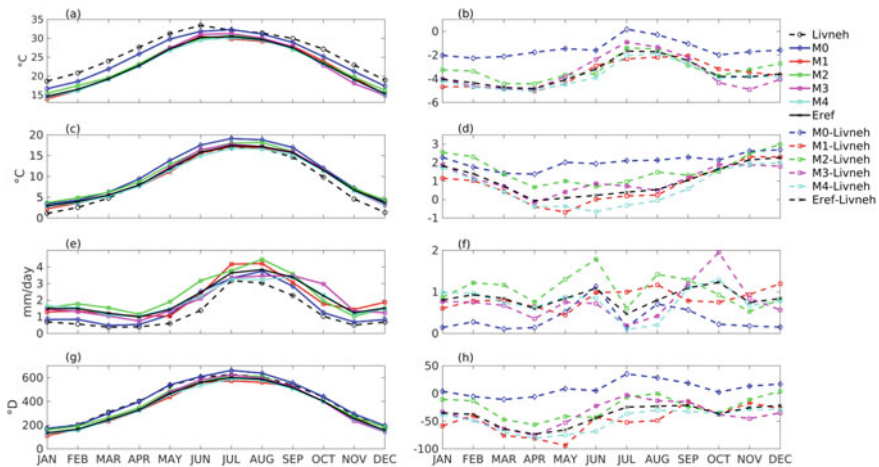 (a)
35
30
25
20
15
°C
(b)
0
-2
-4
-6
°C
Livneh
M0
M1
M2
M3
M4
Eref
M0-Livneh
M1-Livneh
M2-Livneh
M3-Livneh
M4-Livneh
Eref-Livneh
(c)
20
15
10
5
0
°C
(d)
3
2
1
0
-1
(e)
4
3
2
1
0
mm/day
(f)
2
1
0
(g)
600
400
200
0
°D
JAN FEB MAR APR MAY JUN JUL AUG SEP OCT NOV DEC
(h)
50
0
-50
-100
JAN FEB MAR APR MAY JUN JUL AUG SEP OCT NOV DEC